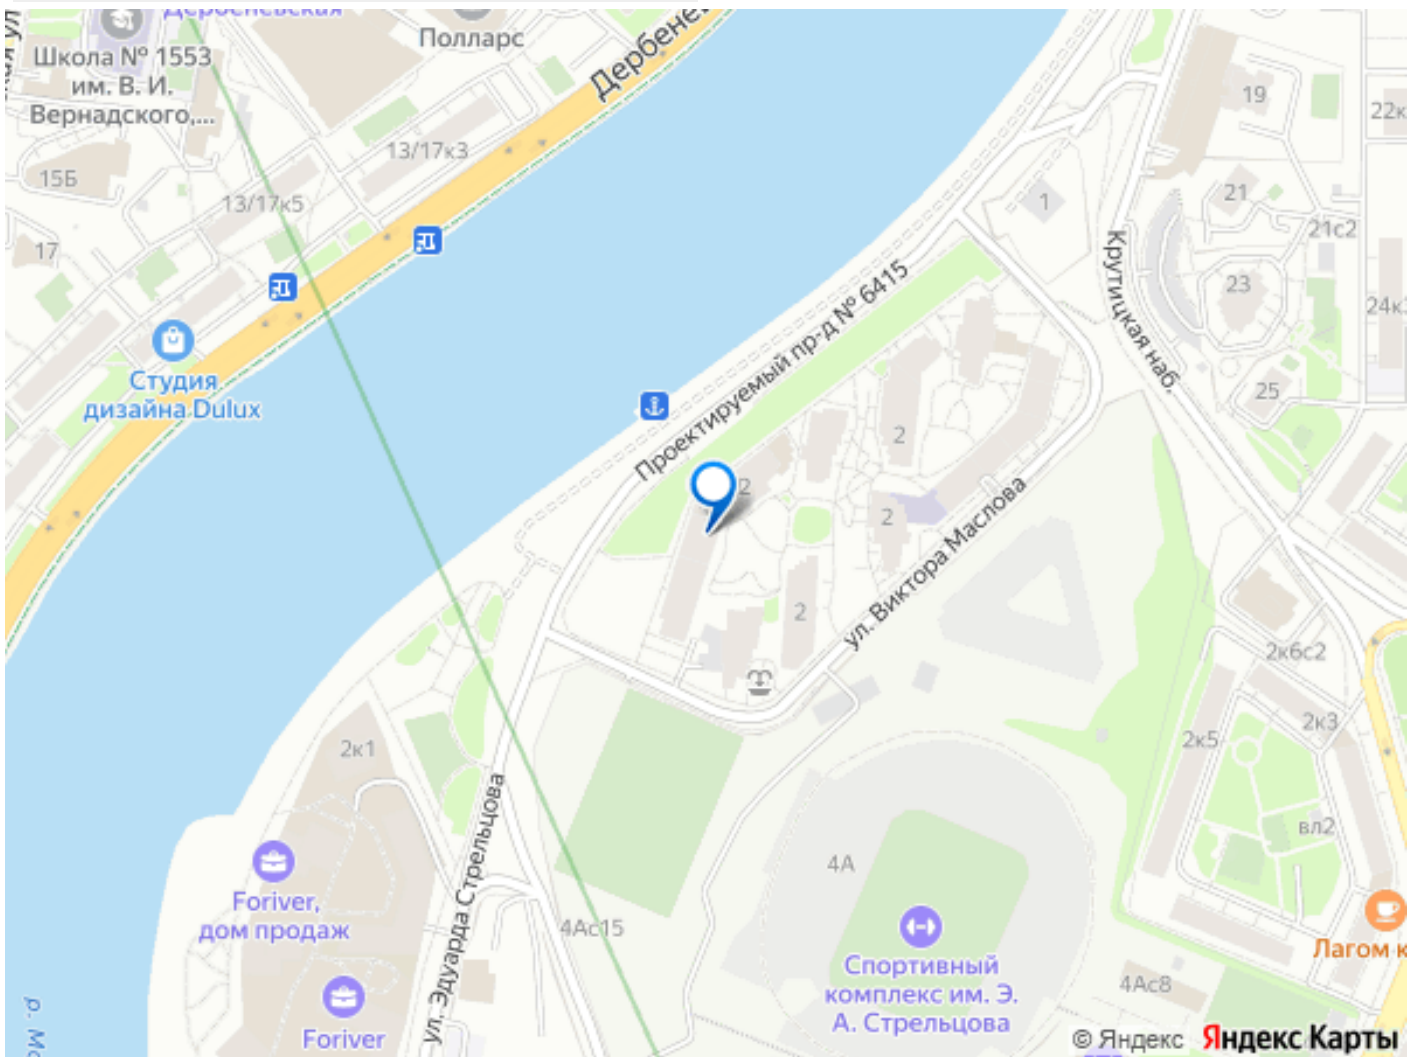 Дербеневская
Полларс
Школа № 1553
им. В. И.
Вернадского,...
13/17к3
15Б
13/17к5
17
19
22к
1
21
21с2
23
24к
Крутицкая наб.
Студия
дизайна Dulux
Проектируемый пр-д № 6415
25
2
2
2
2
ул. Виктора Маслова
2к6с2
2к1
2к5
2к3
вл2
ул. Эдуарда Стрельцова
4А
Foriver,
дом продаж
4Ас15
Лагом к
Спортивный
комплекс им. Э.
А. Стрельцова
4Ас8
Foriver
© Яндекс Яндекс Карты